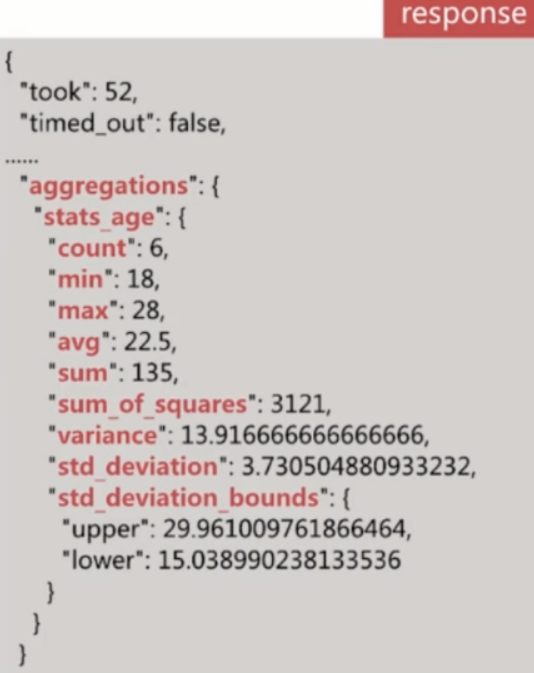 response
{
"took": 52,
"timed_out": false,
......
"aggregations": {
"stats_age": {
"count": 6,
"min": 18,
"max": 28,
"avg": 22.5,
"sum": 135,
"sum_of_squares": 3121,
"variance": 13.916666666666666,
"std_deviation": 3.730504880933232,
"std_deviation_bounds": {
"upper": 29.961009761866464,
"lower": 15.038990238133536
}
}
}